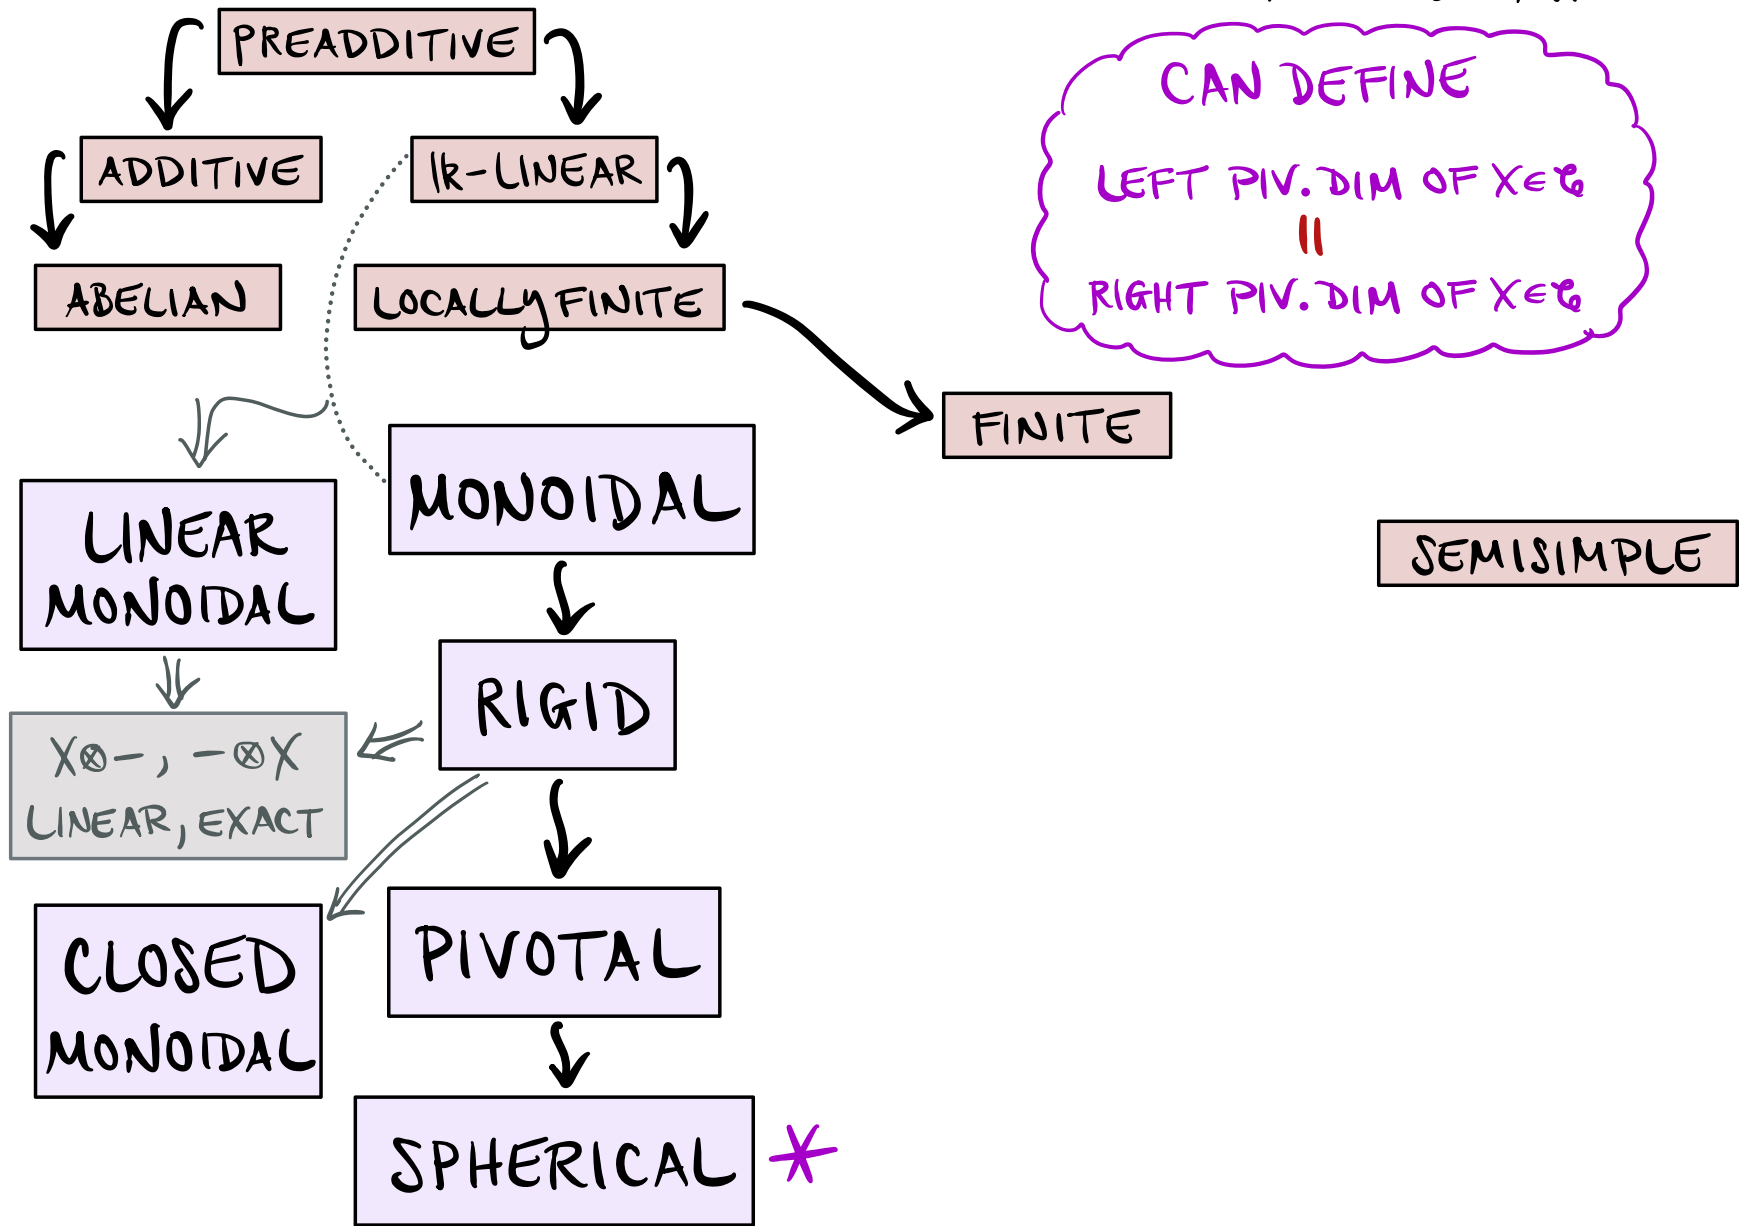 PREADDITIVE
CAN DEFINE
ADDITIVE
𝕜-LINEAR
LEFT PIV. DIM OF X∈𝒞
=
ABELIAN
LOCALLY FINITE
RIGHT PIV. DIM OF X∈𝒞
FINITE
MONOIDAL
LINEAR
MONOIDAL
SEMISIMPLE
RIGID
X⊗-, -⊗X
LINEAR, EXACT
PIVOTAL
CLOSED
MONOIDAL
SPHERICAL *